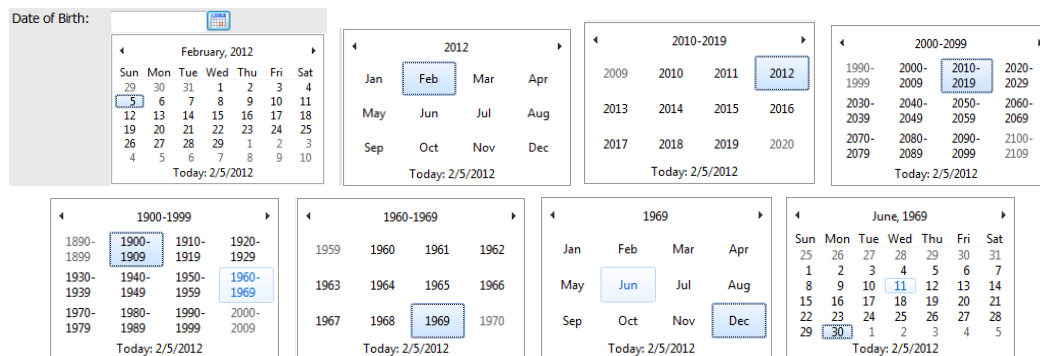 Date of Birth:
February, 2012
Sun Mon Tue Wed Thu Fri Sat
29 30 31 1 2 3 4
5 6 7 8 9 10 11
12 13 14 15 16 17 18
19 20 21 22 23 24 25
26 27 28 29 1 2 3
4 5 6 7 8 9 10
Today: 2/5/2012
2012
Jan Feb Mar Apr
May Jun Jul Aug
Sep Oct Nov Dec
Today: 2/5/2012
2010-2019
2009 2010 2011 2012
2013 2014 2015 2016
2017 2018 2019 2020
Today: 2/5/2012
2000-2099
1990- 2000- 2010- 2020-
1999 2009 2019 2029
2030- 2040- 2050- 2060-
2039 2049 2059 2069
2070- 2080- 2090- 2100-
2079 2089 2099 2109
Today: 2/5/2012
1900-1999
1890- 1900- 1910- 1920-
1899 1909 1919 1929
1930- 1940- 1950- 1960-
1939 1949 1959 1969
1970- 1980- 1990- 2000-
1979 1989 1999 2009
Today: 2/5/2012
1960-1969
1959 1960 1961 1962
1963 1964 1965 1966
1967 1968 1969 1970
Today: 2/5/2012
1969
Jan Feb Mar Apr
May Jun Jul Aug
Sep Oct Nov Dec
Today: 2/5/2012
June, 1969
Sun Mon Tue Wed Thu Fri Sat
25 26 27 28 29 30 31
1 2 3 4 5 6 7
8 9 10 11 12 13 14
15 16 17 18 19 20 21
22 23 24 25 26 27 28
29 30 1 2 3 4 5
Today: 2/5/2012